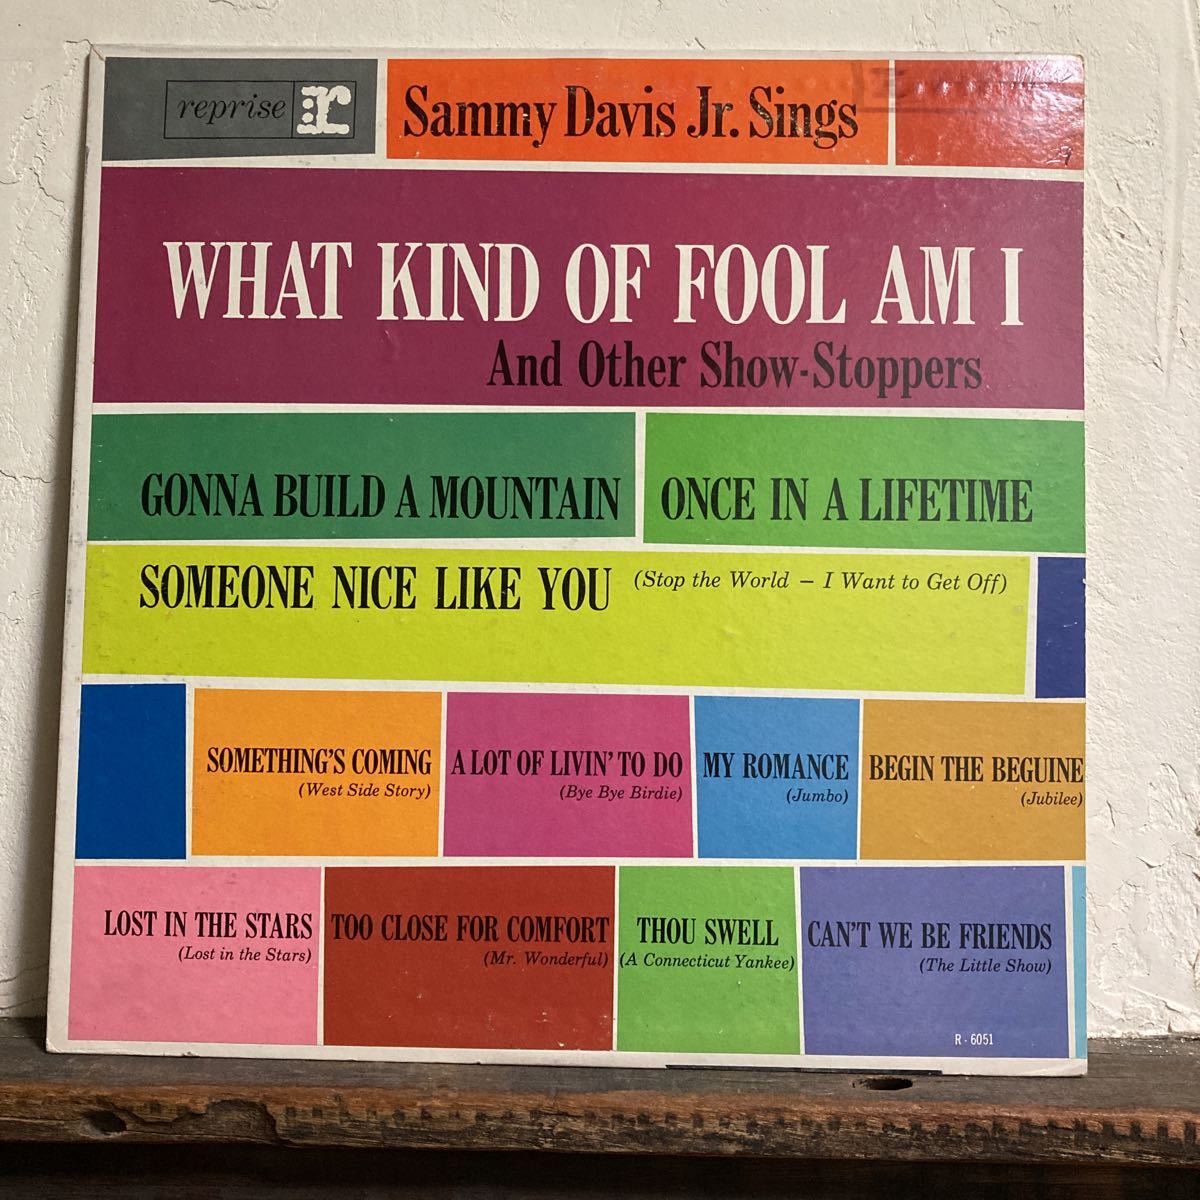 reprise r
Sammy Davis Jr. Sings
WHAT KIND OF FOOL AM I
And Other Show-Stoppers
GONNA BUILD A MOUNTAIN
ONCE IN A LIFETIME
SOMEONE NICE LIKE YOU (Stop the World – I Want to Get Off)
SOMETHING'S COMING
(West Side Story)
A LOT OF LIVIN' TO DO
(Bye Bye Birdie)
MY ROMANCE
(Jumbo)
BEGIN THE BEGUINE
(Jubilee)
LOST IN THE STARS
(Lost in the Stars)
TOO CLOSE FOR COMFORT
(Mr. Wonderful)
THOU SWELL
(A Connecticut Yankee)
CAN'T WE BE FRIENDS
(The Little Show)
R - 6051